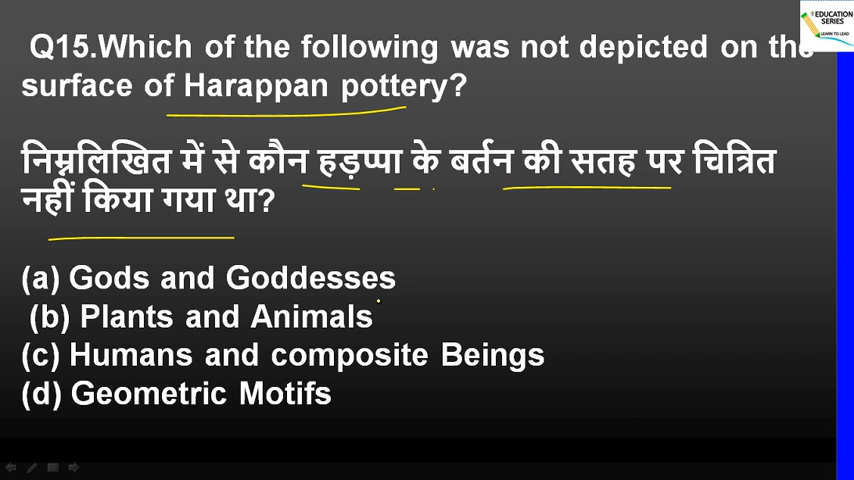 EDUCATION
SERIES
LEARN TO LEAD
Q15.Which of the following was not depicted on the
surface of Harappan pottery?
निम्नलिखित में से कौन हड़प्पा के बर्तन की सतह पर चित्रित
नहीं किया गया था?
(a) Gods and Goddesses
(b) Plants and Animals
(c) Humans and composite Beings
(d) Geometric Motifs